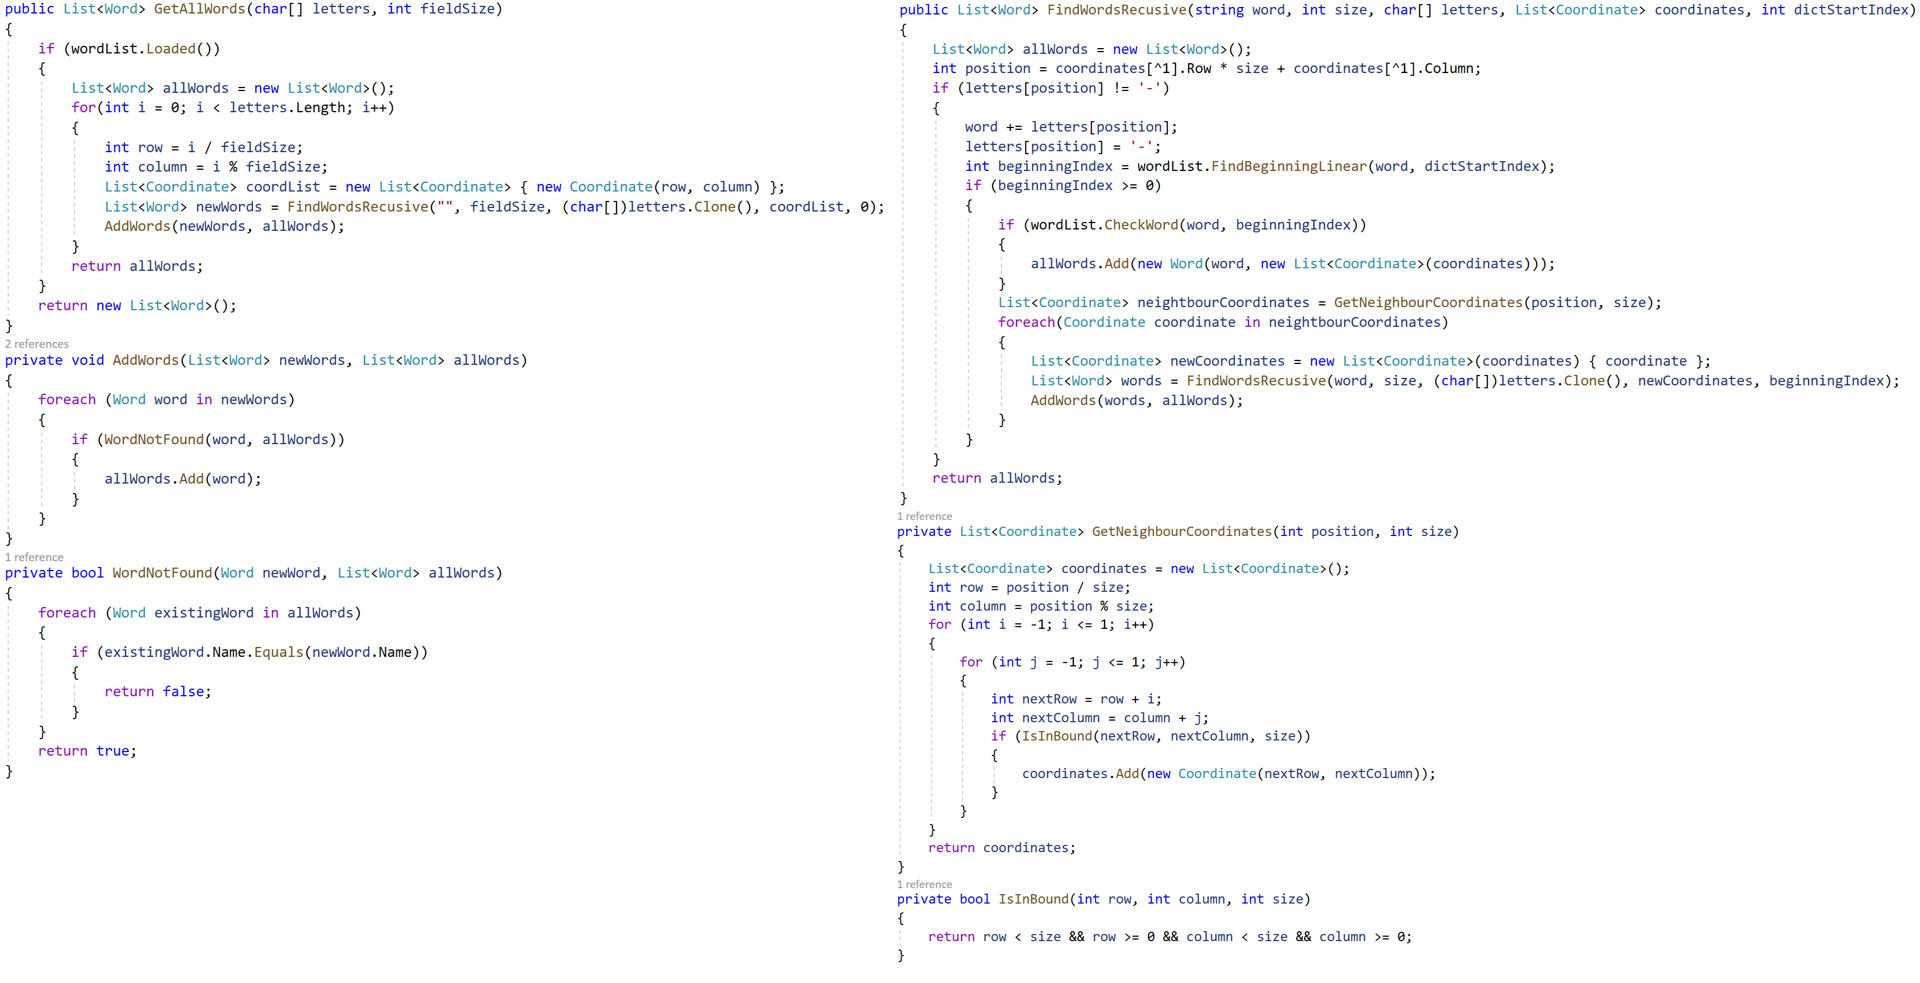 public List<Word> GetAllWords(char[] letters, int fieldSize)
{
    if (wordList.Loaded())
    {
        List<Word> allWords = new List<Word>();
        for(int i = 0; i < letters.Length; i++)
        {
            int row = i / fieldSize;
            int column = i % fieldSize;
            List<Coordinate> coordList = new List<Coordinate> { new Coordinate(row, column) };
            List<Word> newWords = FindWordsRecusive("", fieldSize, (char[])letters.Clone(), coordList, 0);
            AddWords(newWords, allWords);
        }
        return allWords;
    }
    return new List<Word>();
}
2 references
private void AddWords(List<Word> newWords, List<Word> allWords)
{
    foreach (Word word in newWords)
    {
        if (WordNotFound(word, allWords))
        {
            allWords.Add(word);
        }
    }
}
1 reference
private bool WordNotFound(Word newWord, List<Word> allWords)
{
    foreach (Word existingWord in allWords)
    {
        if (existingWord.Name.Equals(newWord.Name))
        {
            return false;
        }
    }
    return true;
}
public List<Word> FindWordsRecusive(string word, int size, char[] letters, List<Coordinate> coordinates, int dictStartIndex)
{
    List<Word> allWords = new List<Word>();
    int position = coordinates[^1].Row * size + coordinates[^1].Column;
    if (letters[position] != '-')
    {
        word += letters[position];
        letters[position] = '-';
        int beginningIndex = wordList.FindBeginningLinear(word, dictStartIndex);
        if (beginningIndex >= 0)
        {
            if (wordList.CheckWord(word, beginningIndex))
            {
                allWords.Add(new Word(word, new List<Coordinate>(coordinates)));
            }
            List<Coordinate> neightbourCoordinates = GetNeighbourCoordinates(position, size);
            foreach(Coordinate coordinate in neightbourCoordinates)
            {
                List<Coordinate> newCoordinates = new List<Coordinate>(coordinates) { coordinate };
                List<Word> words = FindWordsRecusive(word, size, (char[])letters.Clone(), newCoordinates, beginningIndex);
                AddWords(words, allWords);
            }
        }
    }
    return allWords;
}
1 reference
private List<Coordinate> GetNeighbourCoordinates(int position, int size)
{
    List<Coordinate> coordinates = new List<Coordinate>();
    int row = position / size;
    int column = position % size;
    for (int i = -1; i <= 1; i++)
    {
        for (int j = -1; j <= 1; j++)
        {
            int nextRow = row + i;
            int nextColumn = column + j;
            if (IsInBound(nextRow, nextColumn, size))
            {
                coordinates.Add(new Coordinate(nextRow, nextColumn));
            }
        }
    }
    return coordinates;
}
1 reference
private bool IsInBound(int row, int column, int size)
{
    return row < size && row >= 0 && column < size && column >= 0;
}